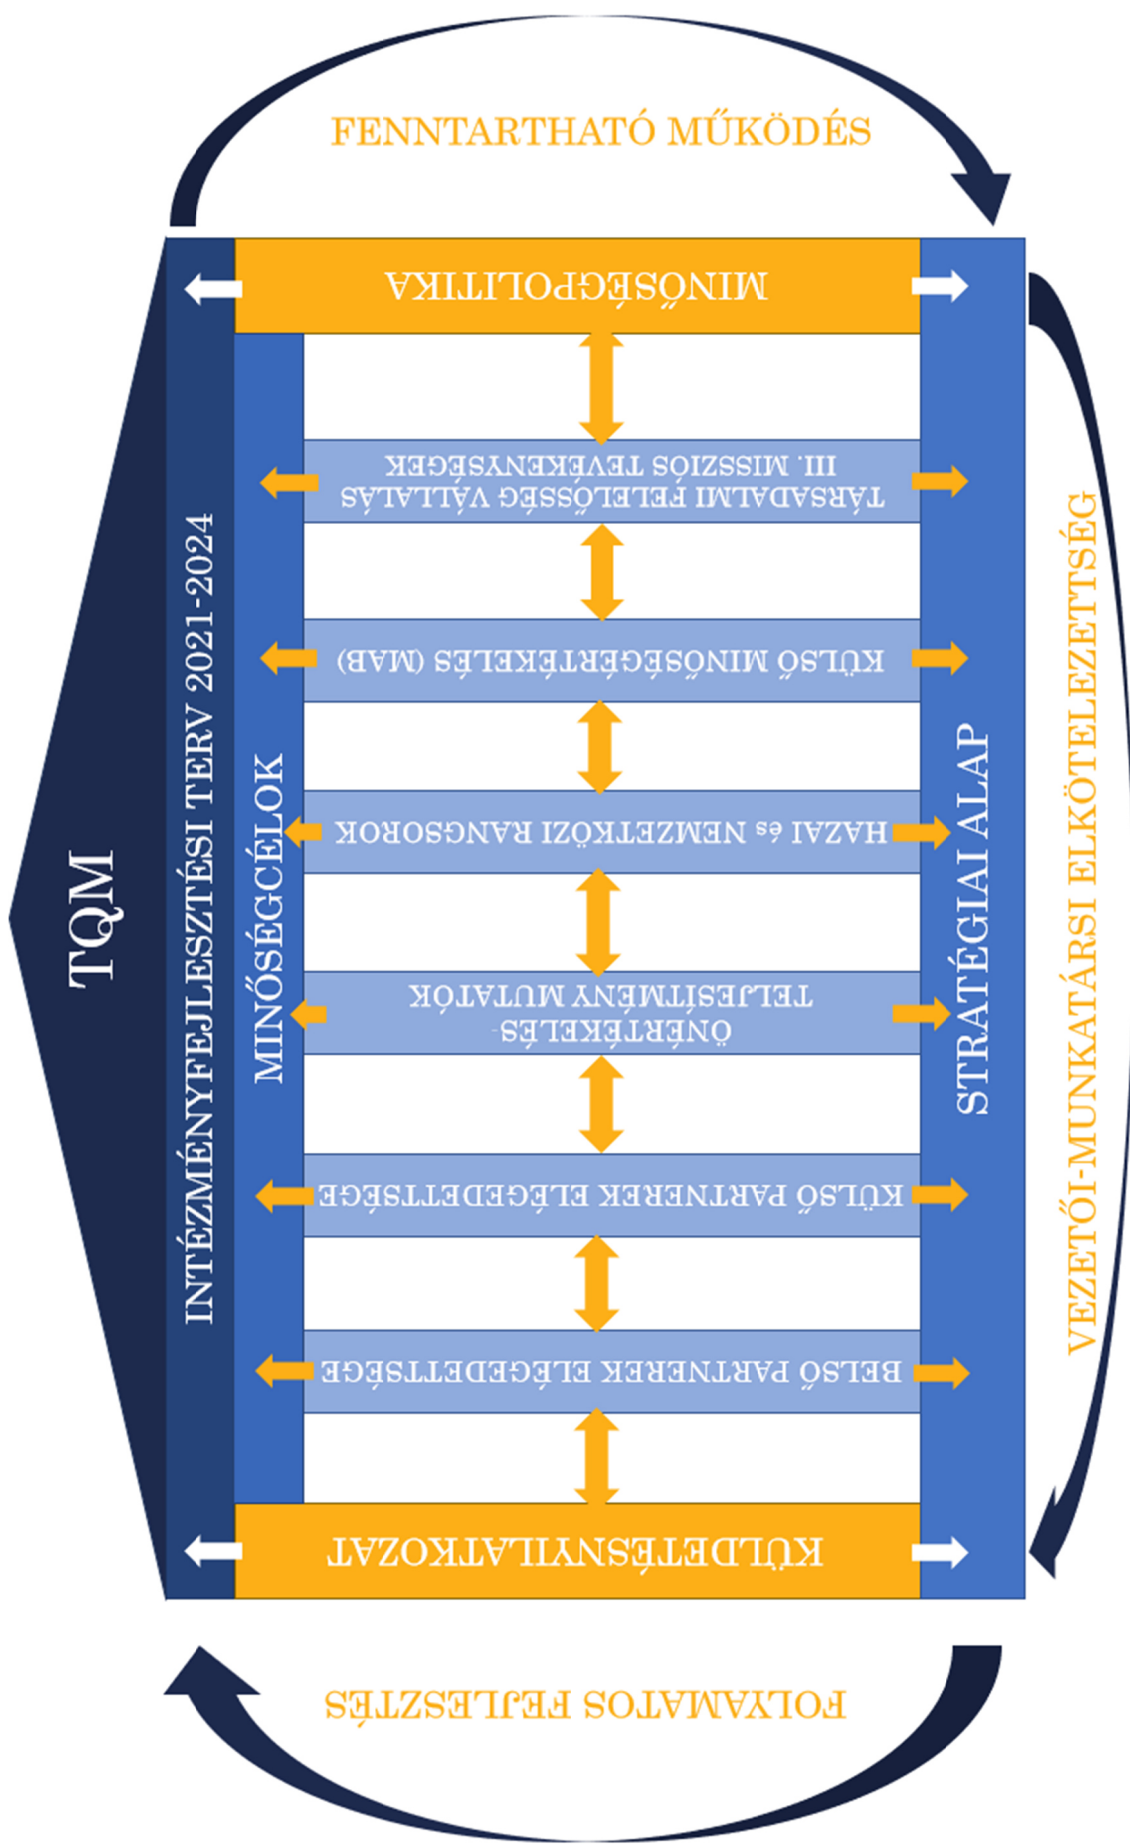 TQM
INTÉZMÉNYFEJLESZTÉSI TERV 2021-2024
MINŐSÉGCÉLOK
FOLYAMATOS FEJLESZTÉS
KÜLDETÉSNYILATKOZAT
BELSŐ PARTNEREK ELÉGEDETTSÉGE
KÜLSŐ PARTNEREK ELÉGEDETTSÉGE
ÖNÉRTÉKELÉS-
TELJESÍTMÉNY MUTATÓK
HAZAI és NEMZETKÖZI RANGSOROK
KÜLSŐ MINŐSÉGÉRTÉKELÉS (MAB)
TÁRSADALMI FELELŐSSÉG VÁLLALÁS
III. MISSZIÓS TEVÉKENYSÉGEK
MINŐSÉGPOLITIKA
FENNTARTHATÓ MŰKÖDÉS
STRATÉGIAI ALAP
VEZETŐI-MUNKATÁRSI ELKÖTELEZETTSÉG